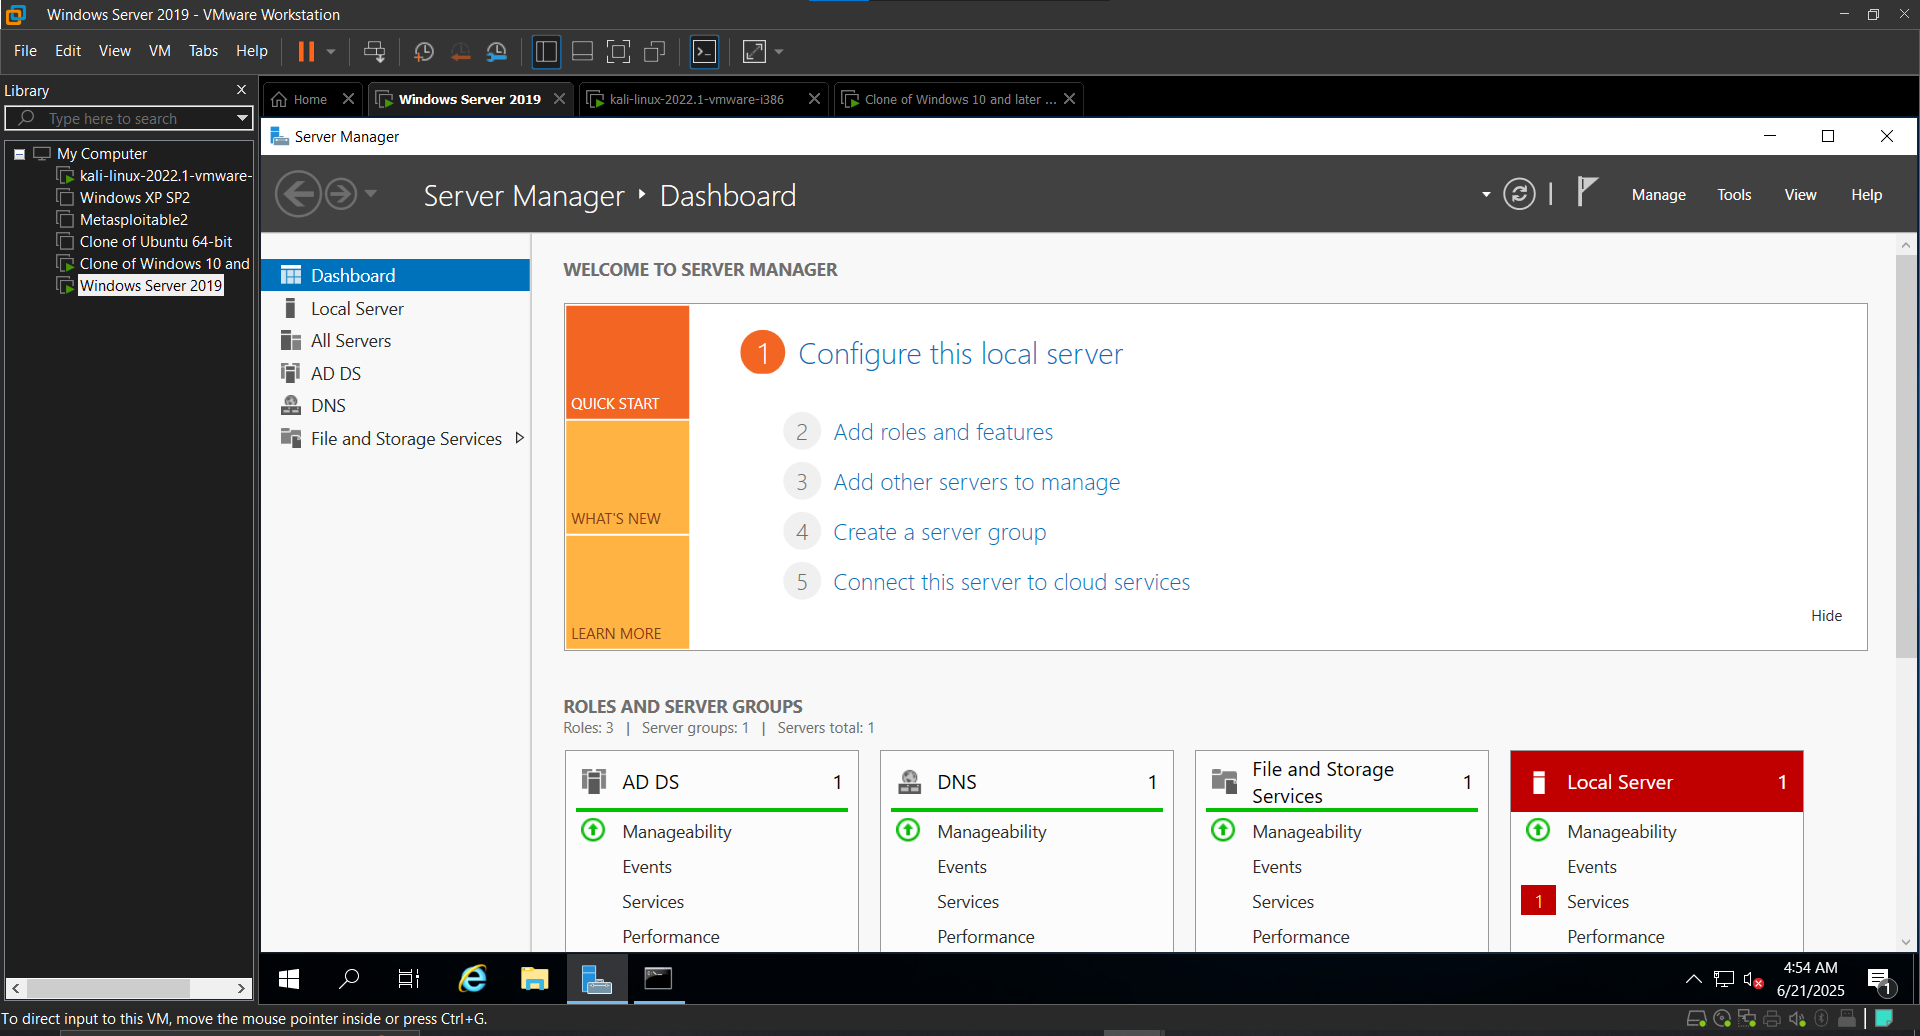 Windows Server 2019 - VMware Workstation
File Edit View VM Tabs Help
Library
Type here to search
My Computer
kali-linux-2022.1-vmware-
Windows XP SP2
Metasploitable2
Clone of Ubuntu 64-bit
Clone of Windows 10 and
Windows Server 2019
Home
Windows Server 2019
kali-linux-2022.1-vmware-i386
Clone of Windows 10 and later ...
Server Manager
Server Manager Dashboard
Manage Tools View Help
Dashboard
Local Server
All Servers
AD DS
DNS
File and Storage Services
WELCOME TO SERVER MANAGER
QUICK START
WHAT'S NEW
LEARN MORE
1 Configure this local server
2 Add roles and features
3 Add other servers to manage
4 Create a server group
5 Connect this server to cloud services
Hide
ROLES AND SERVER GROUPS
Roles: 3 | Server groups: 1 | Servers total: 1
AD DS 1
Manageability
Events
Services
Performance
DNS 1
Manageability
Events
Services
Performance
File and Storage
Services 1
Manageability
Events
Services
Performance
Local Server 1
Manageability
Events
1 Services
Performance
4:54 AM
6/21/2025
1
To direct input to this VM, move the mouse pointer inside or press Ctrl+G.